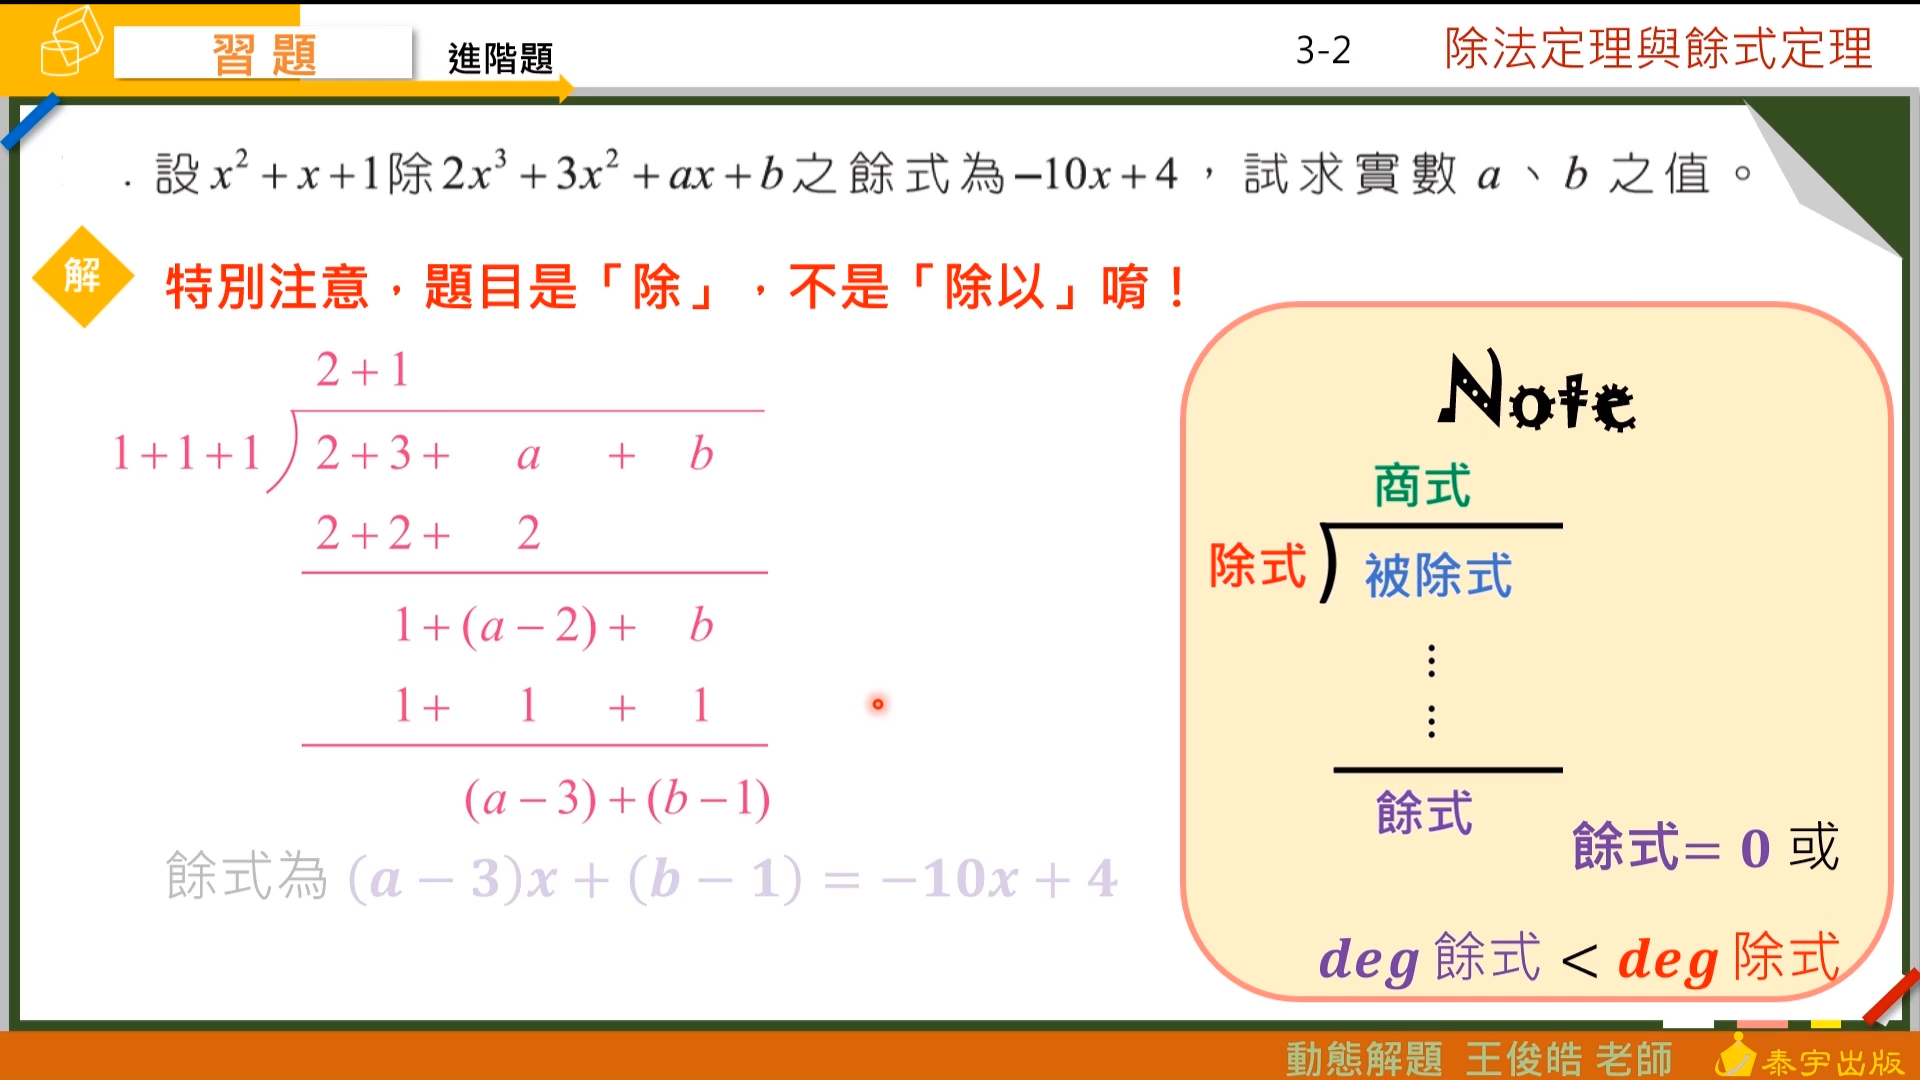 習題
進階題
3-2 除法定理與餘式定理
. 設 x² + x + 1 除 2x³ + 3x² + ax + b 之餘式為 −10x + 4，試求實數 a、b 之值。
解
特別注意，題目是「除」，不是「除以」唷！
2 + 1
1 + 1 + 1 ) 2 + 3 + a + b
2 + 2 + 2
1 + (a − 2) + b
1 + 1 + 1
(a − 3) + (b − 1)
餘式為 (a − 3)x + (b − 1) = −10x + 4
Note
商式
除式 ) 被除式
⋮
⋮
餘式
餘式= 0 或
deg 餘式 < deg 除式
動態解題 王俊皓 老師
泰宇出版